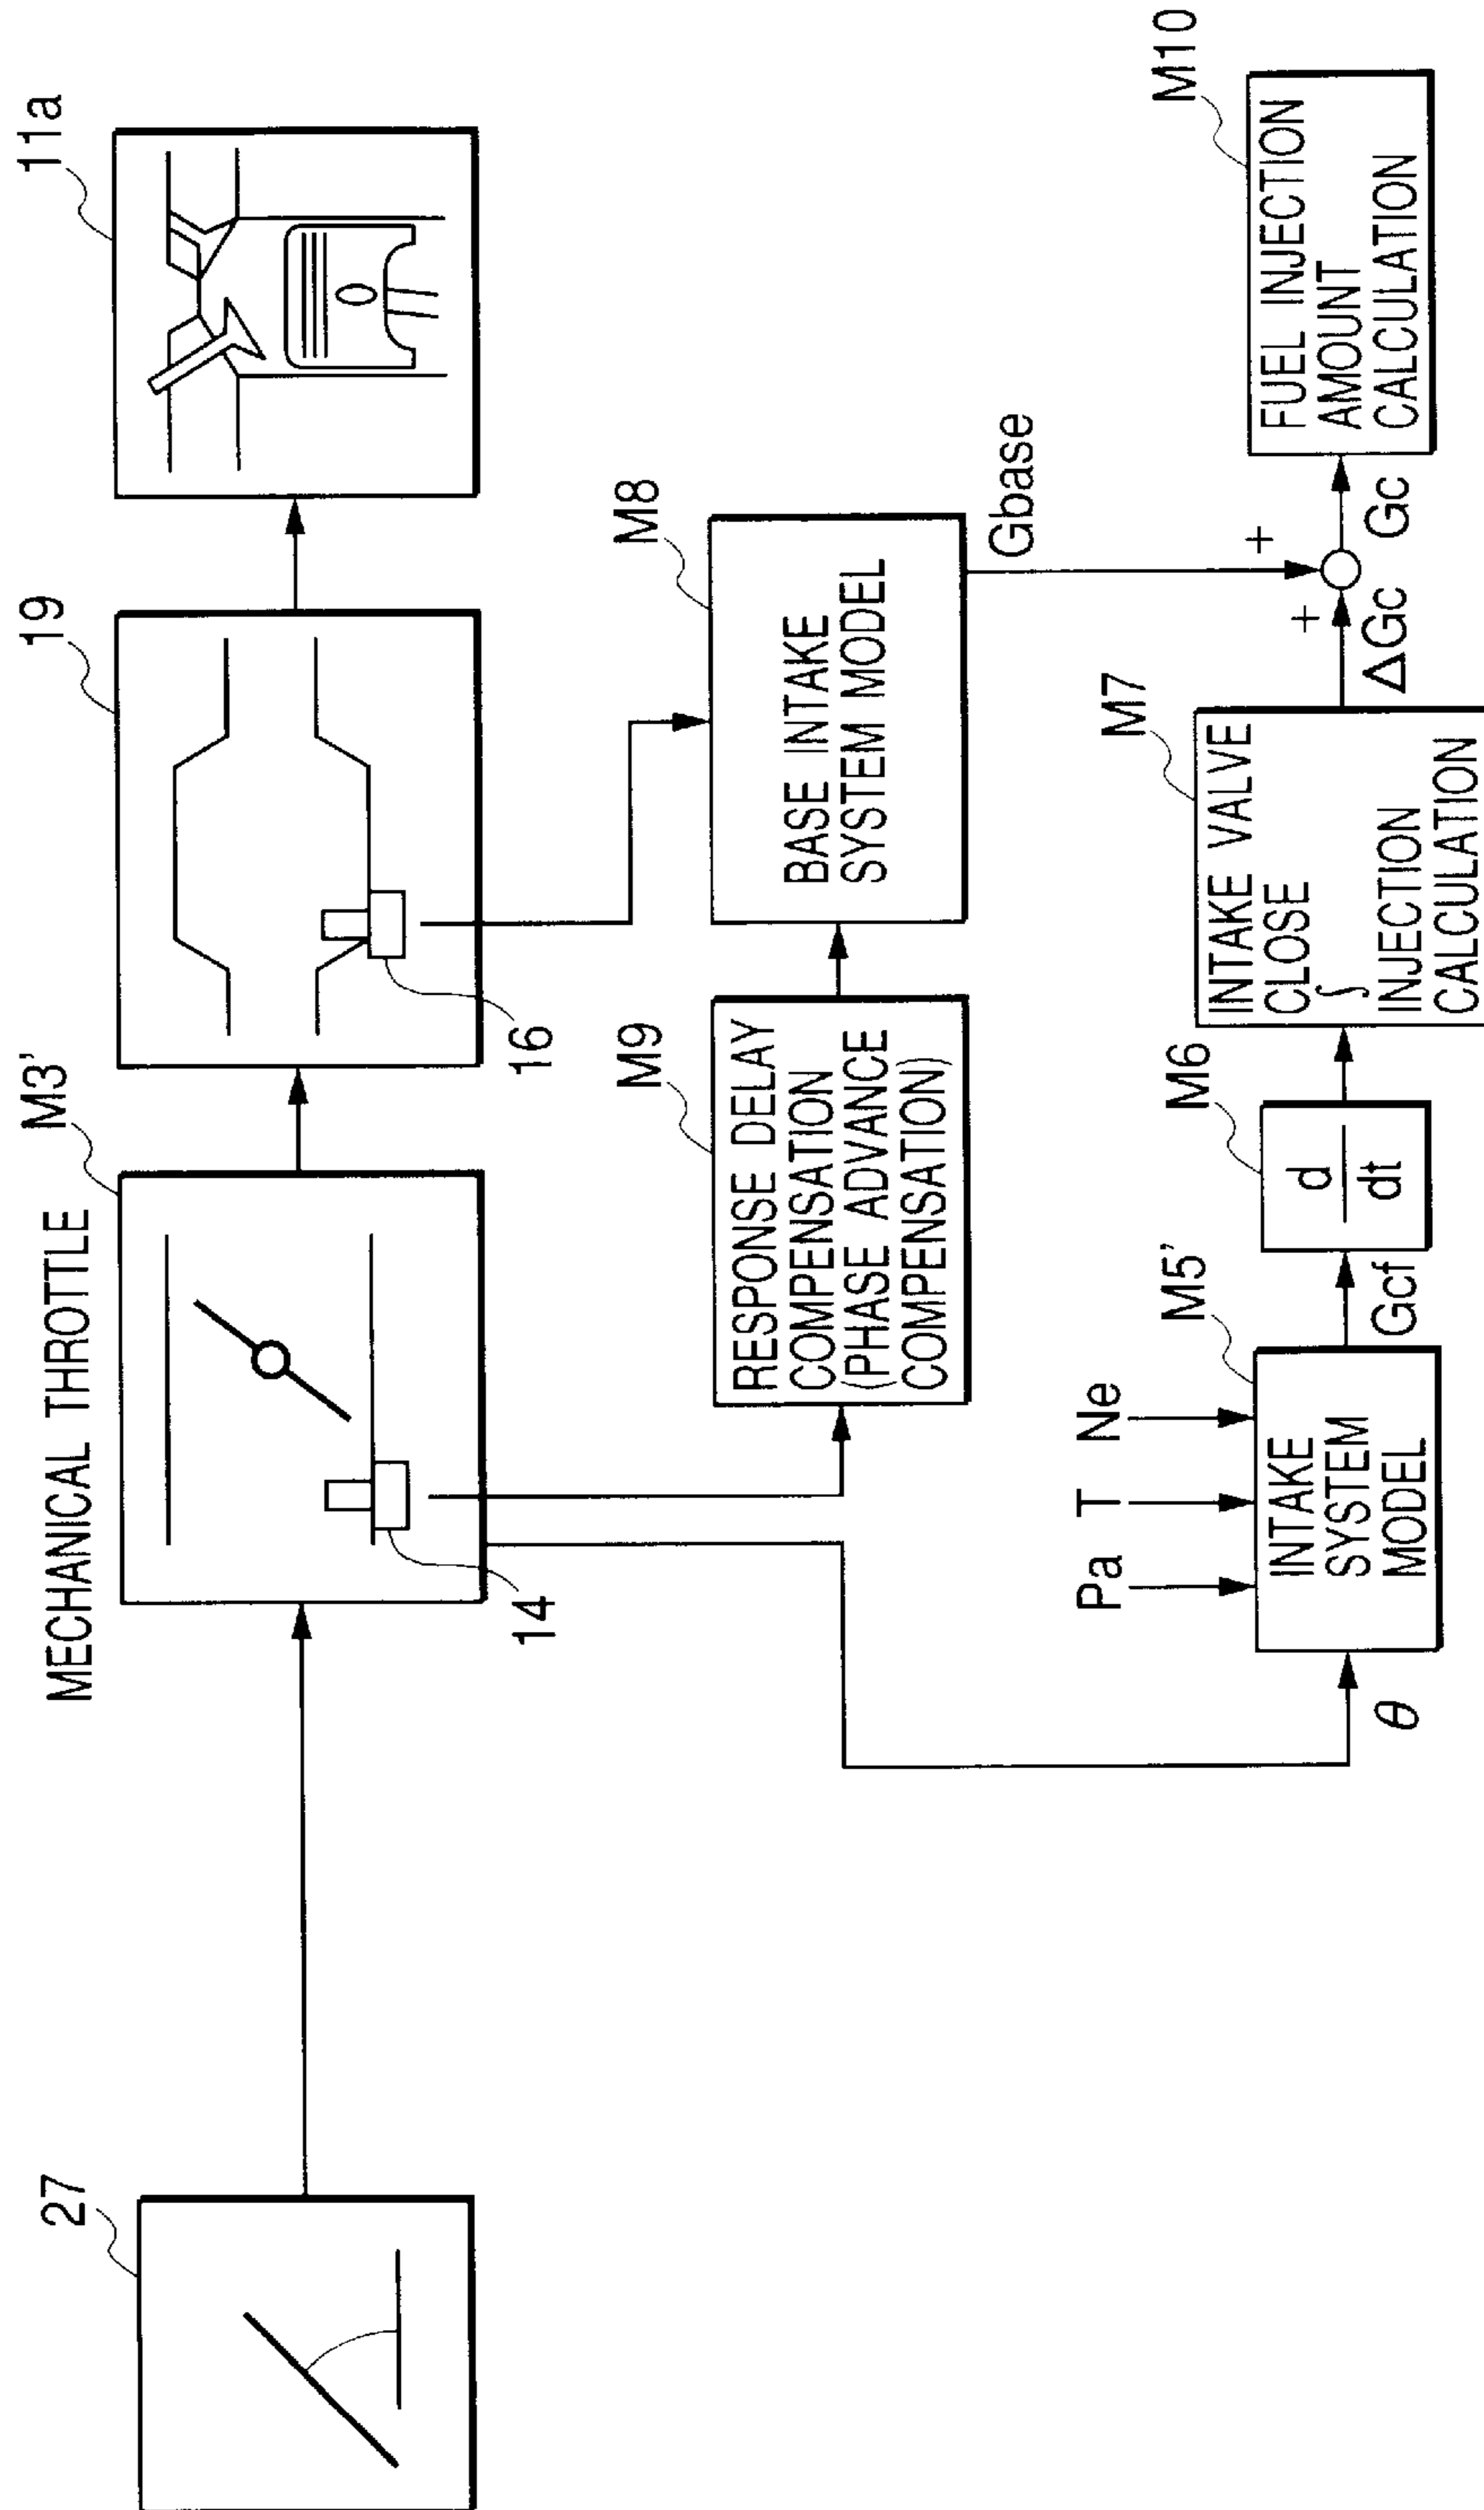 27
MECHANICAL THROTTLE
M3’
19
11a
14
16
M9
RESPONSE DELAY
COMPENSATION
(PHASE ADVANCE
COMPENSATION)
M8
BASE INTAKE
SYSTEM MODEL
Gbase
Pa
T
Ne
M5’
θ
INTAKE
SYSTEM
MODEL
Gcf
M6
d
dt
M7
INTAKE VALVE
CLOSE
∫
INJECTION
CALCULATION
ΔGc
+
+
Gc
M10
FUEL INJECTION
AMOUNT
CALCULATION